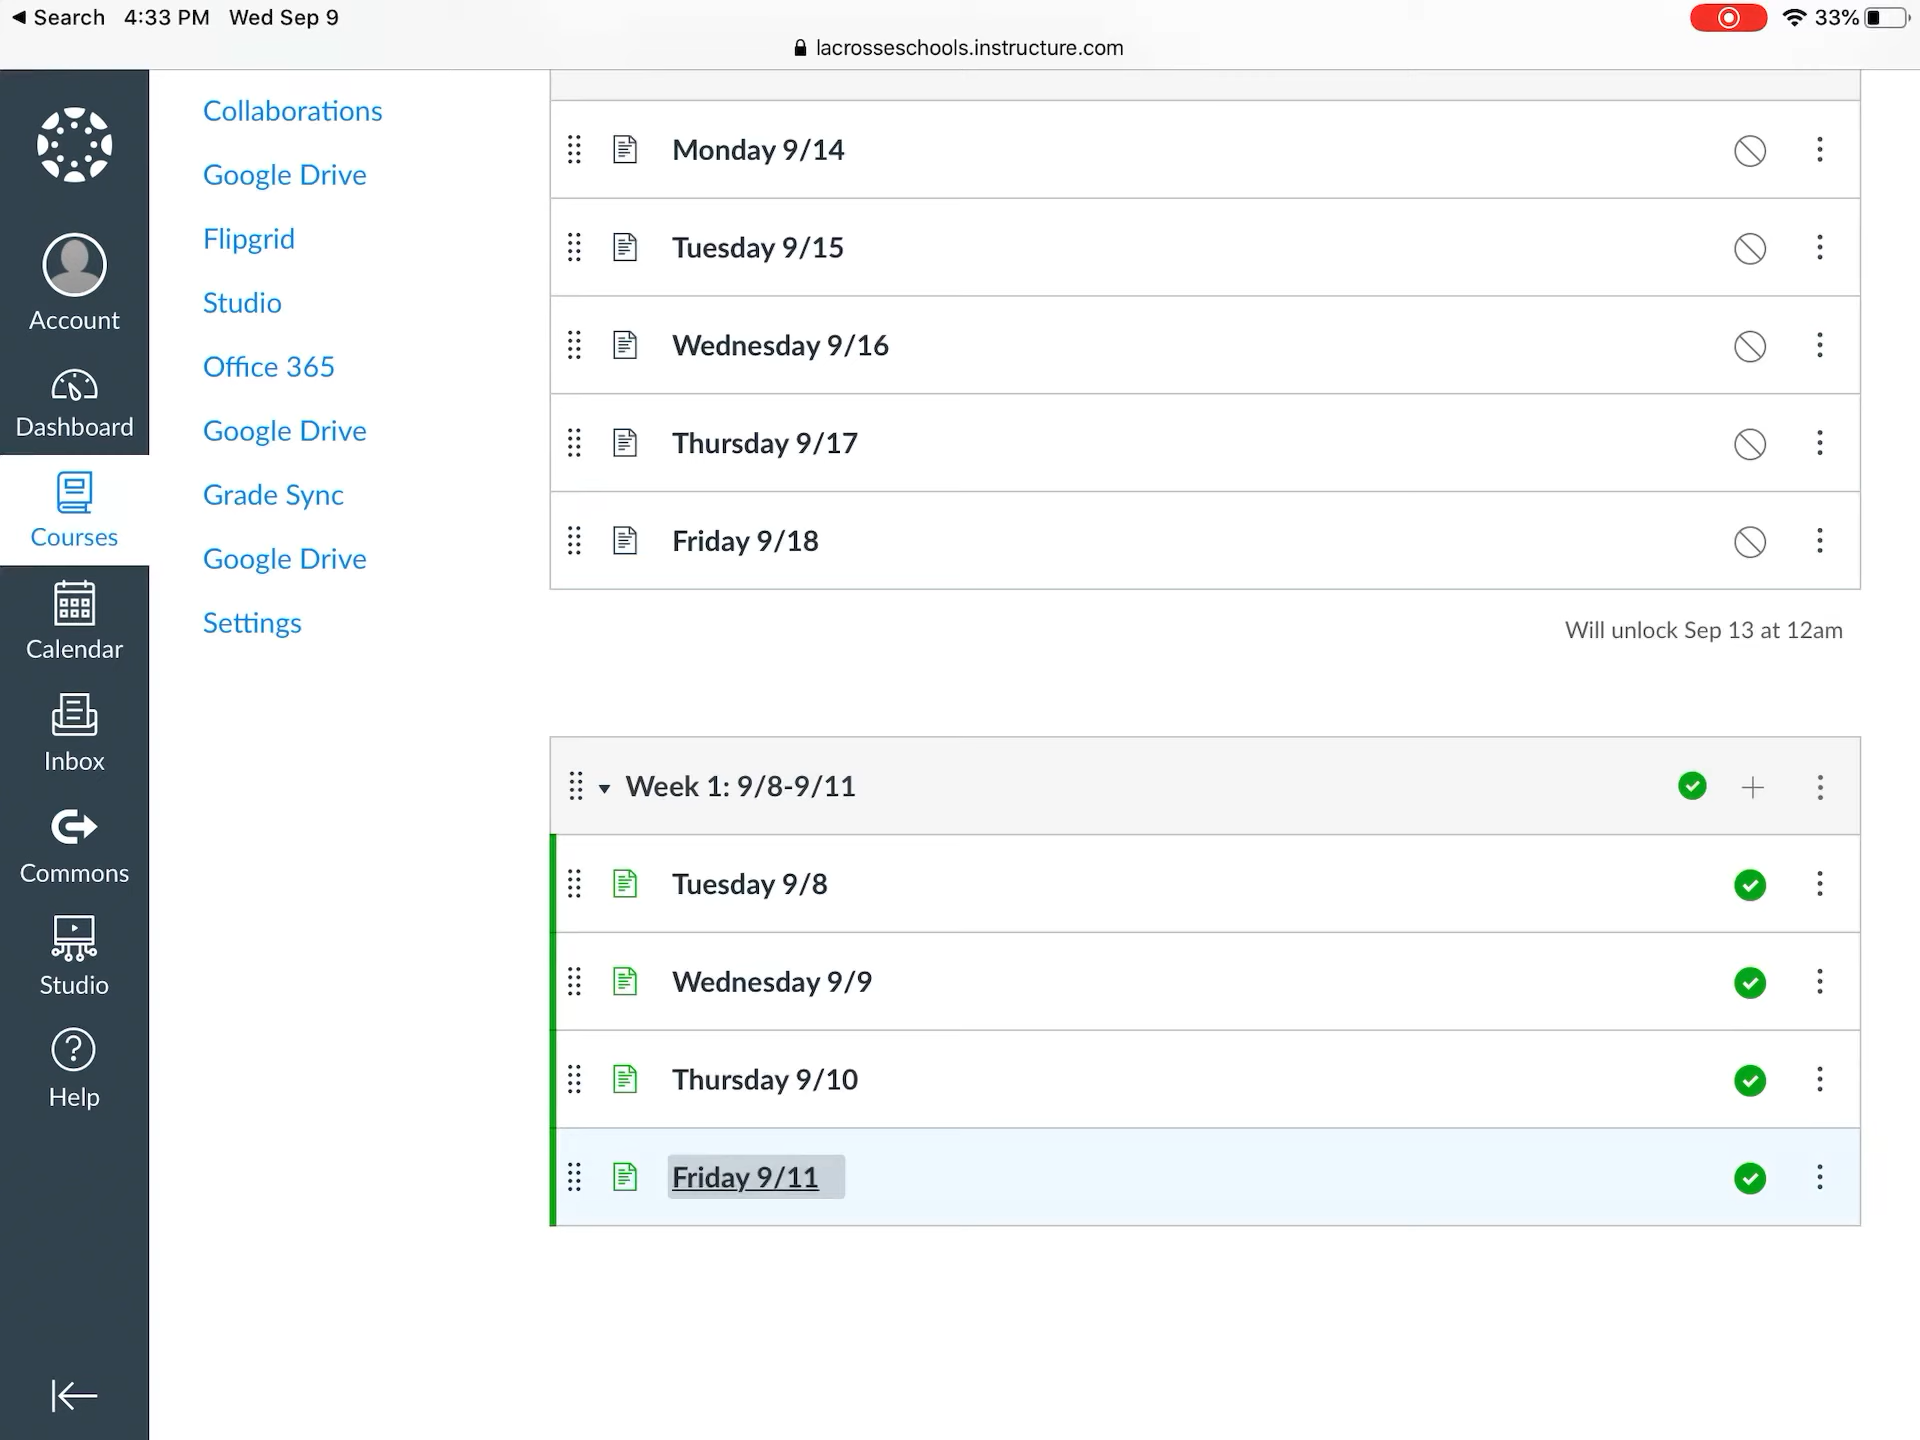 Search 4:33 PM Wed Sep 9
33%
lacrosseschools.instructure.com
Account
Dashboard
Courses
Calendar
Inbox
Commons
Studio
Help
Collaborations
Google Drive
Flipgrid
Studio
Office 365
Google Drive
Grade Sync
Google Drive
Settings
Monday 9/14
Tuesday 9/15
Wednesday 9/16
Thursday 9/17
Friday 9/18
Will unlock Sep 13 at 12am
Week 1: 9/8-9/11
Tuesday 9/8
Wednesday 9/9
Thursday 9/10
Friday 9/11